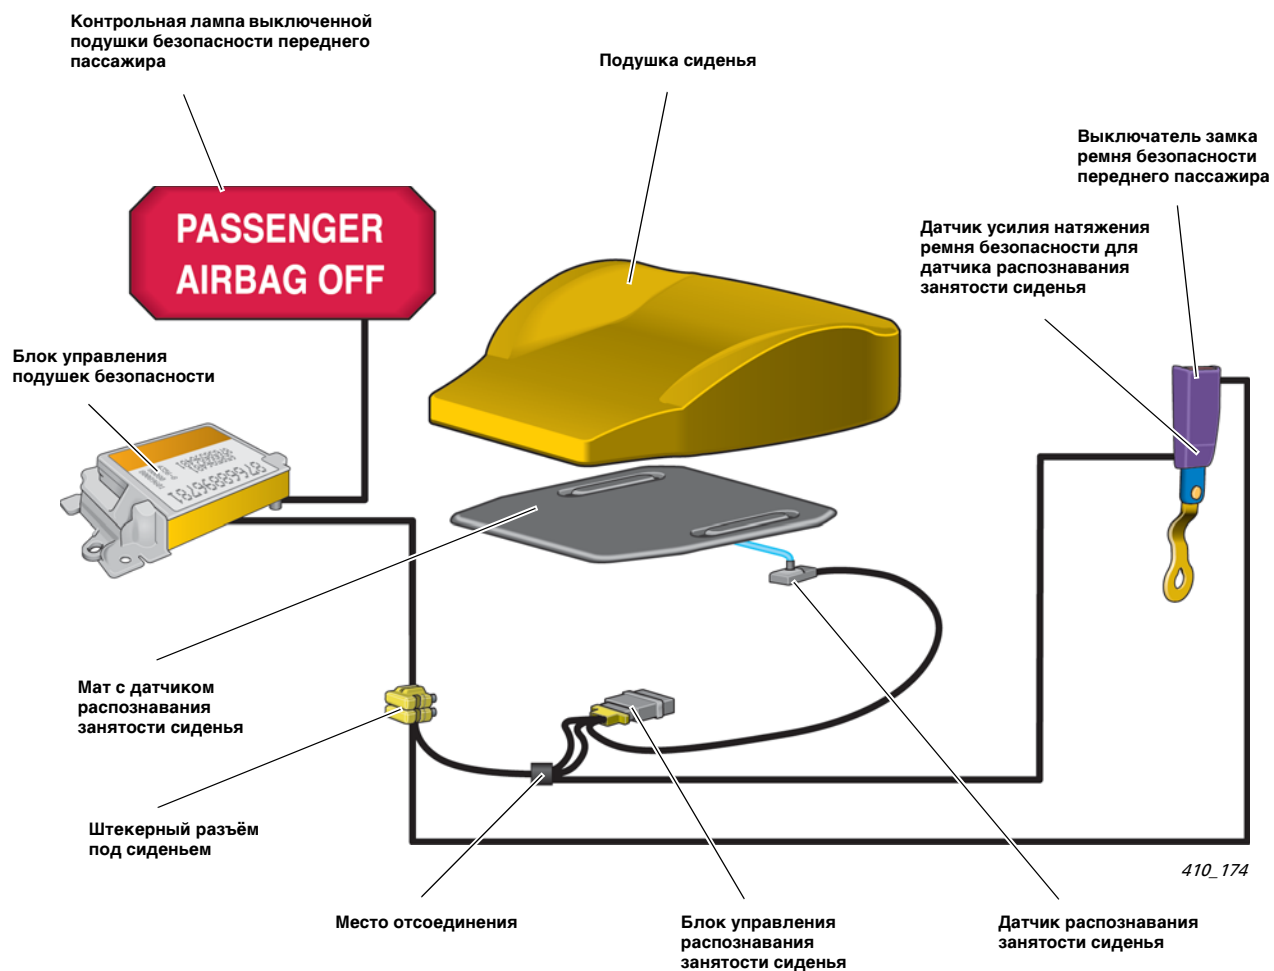 Контрольная лампа выключенной
подушки безопасности переднего
пассажира
Подушка сиденья
Выключатель замка
ремня безопасности
переднего пассажира
PASSENGER
AIRBAG OFF
Датчик усилия натяжения
ремня безопасности для
датчика распознавания
занятости сиденья
Блок управления
подушек безопасности
87668896781
Мат с датчиком
распознавания
занятости сиденья
Штекерный разъём
под сиденьем
410_174
Место отсоединения
Блок управления
распознавания
занятости сиденья
Датчик распознавания
занятости сиденья